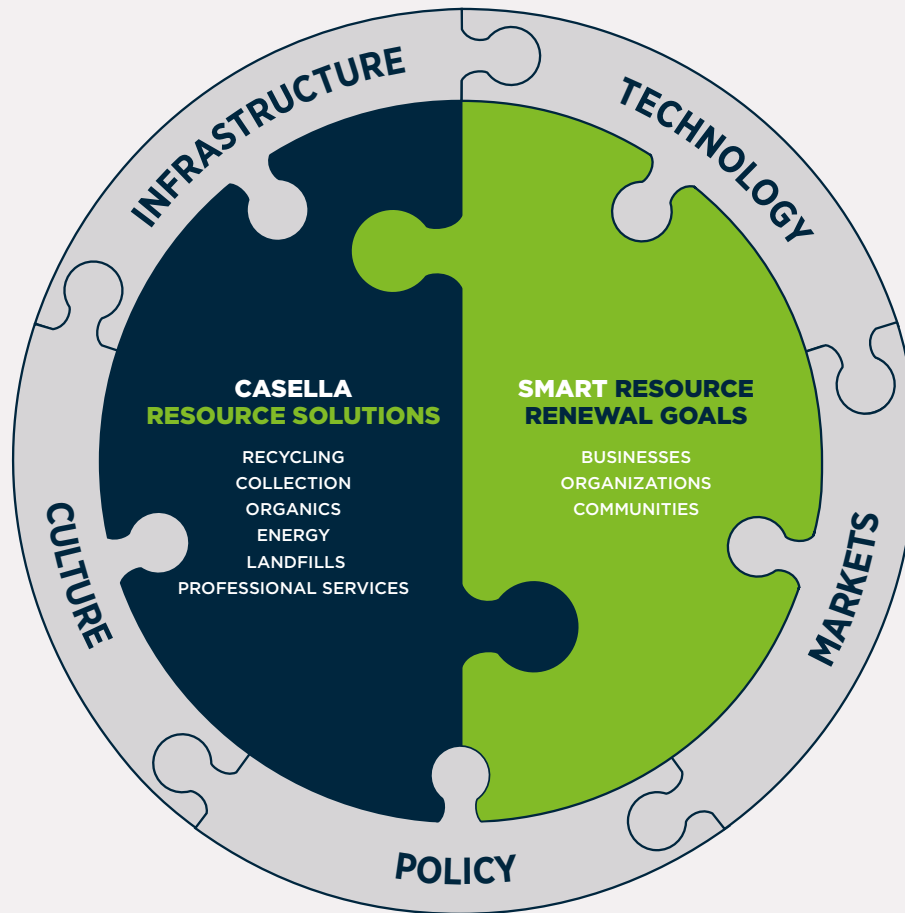 INFRASTRUCTURE
TECHNOLOGY
CASELLA
RESOURCE SOLUTIONS
RECYCLING
COLLECTION
ORGANICS
ENERGY
LANDFILLS
PROFESSIONAL SERVICES
SMART RESOURCE
RENEWAL GOALS
BUSINESSES
ORGANIZATIONS
COMMUNITIES
CULTURE
MARKETS
POLICY